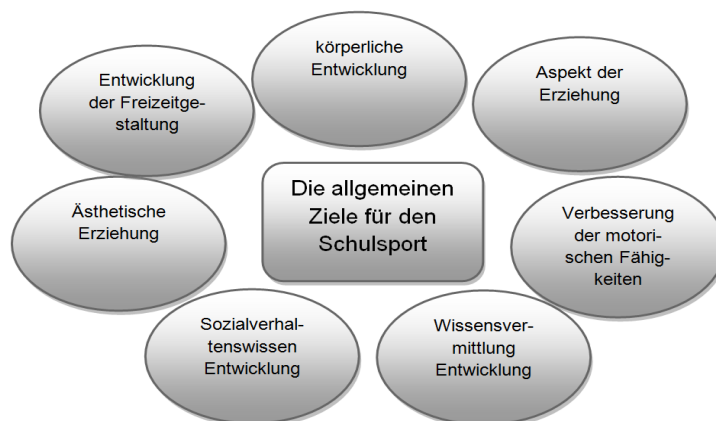 körperliche
Entwicklung
Entwicklung
der Freizeitge-
staltung
Aspekt der
Erziehung
Die allgemeinen
Ziele für den
Schulsport
Ästhetische
Erziehung
Verbesserung
der motori-
schen Fähig-
keiten
Sozialverhal-
tenswissen
Entwicklung
Wissensver-
mittlung
Entwicklung